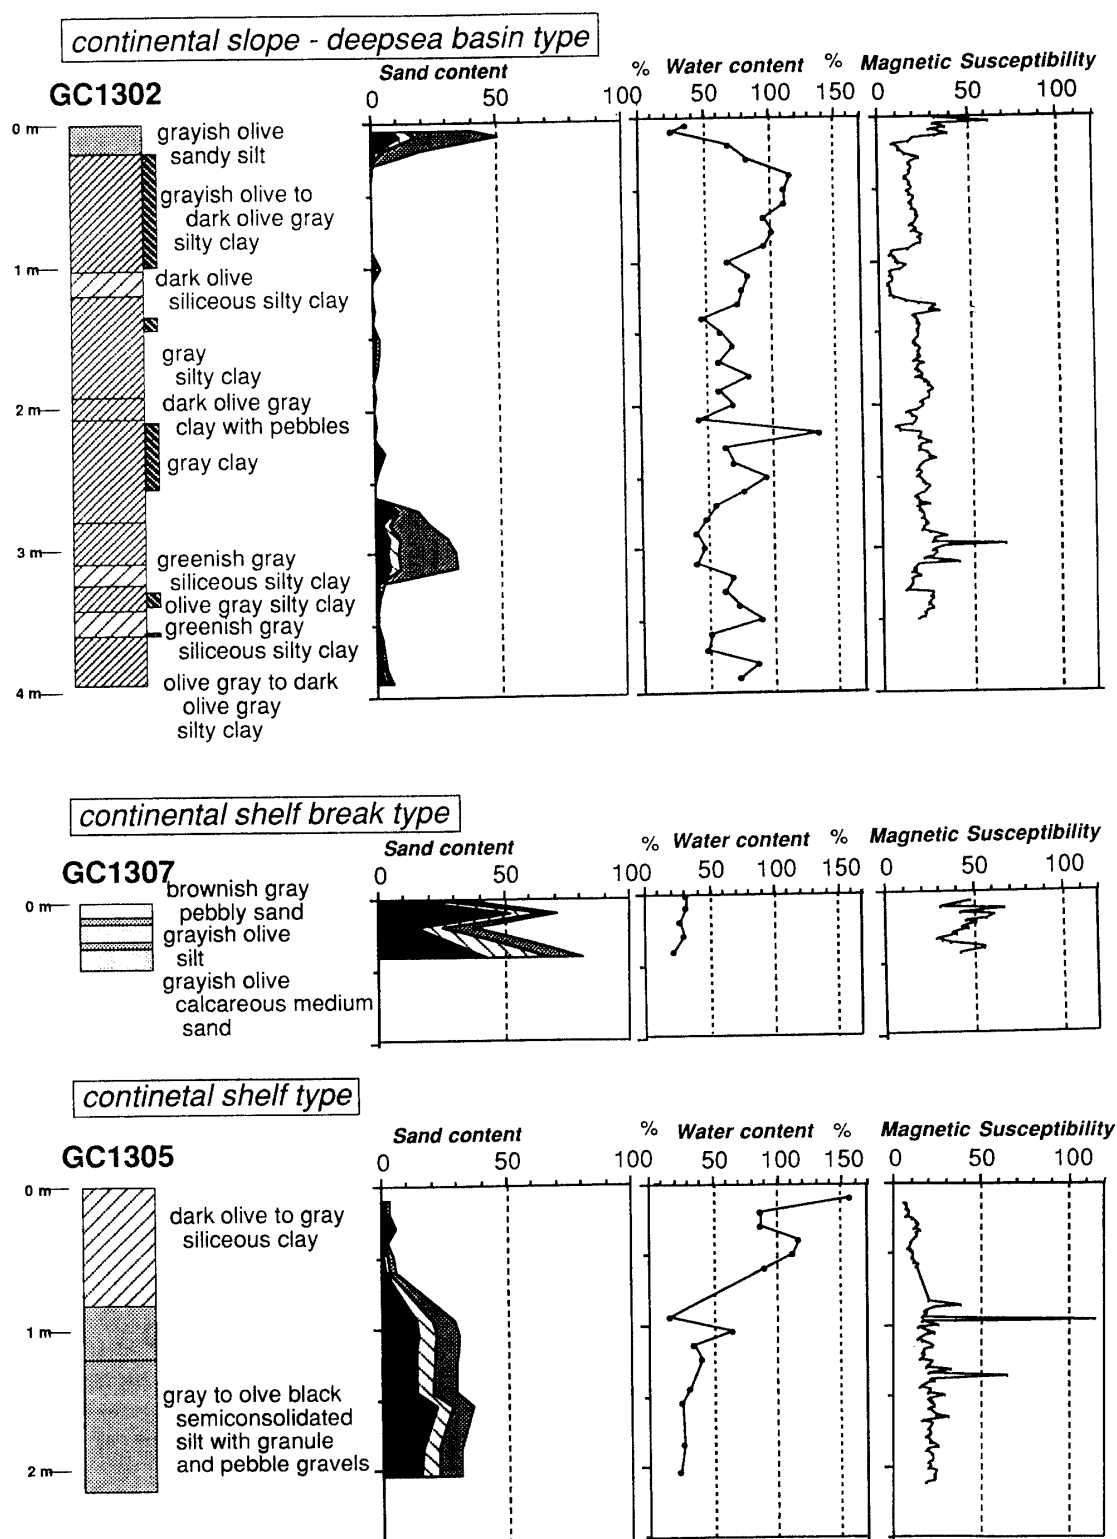 continental slope - deepsea basin type
GC1302
Sand content
% Water content %
Magnetic Susceptibility
0 50 100
50 100 150
0 50 100
0 m
grayish olive
sandy silt
grayish olive to
dark olive gray
silty clay
1 m
dark olive
siliceous silty clay
gray
silty clay
2 m
dark olive gray
clay with pebbles
gray clay
3 m
greenish gray
siliceous silty clay
olive gray silty clay
greenish gray
siliceous silty clay
4 m
olive gray to dark
olive gray
silty clay
continental shelf break type
GC1307
Sand content
% Water content %
Magnetic Susceptibility
0 50 100
50 100 150
0 50 100
0 m
brownish gray
pebbly sand
grayish olive
silt
grayish olive
calcareous medium
sand
continetal shelf type
GC1305
Sand content
% Water content %
Magnetic Susceptibility
0 50 100
50 100 150
0 50 100
0 m
dark olive to gray
siliceous clay
1 m
gray to olve black
semiconsolidated
silt with granule
and pebble gravels
2 m